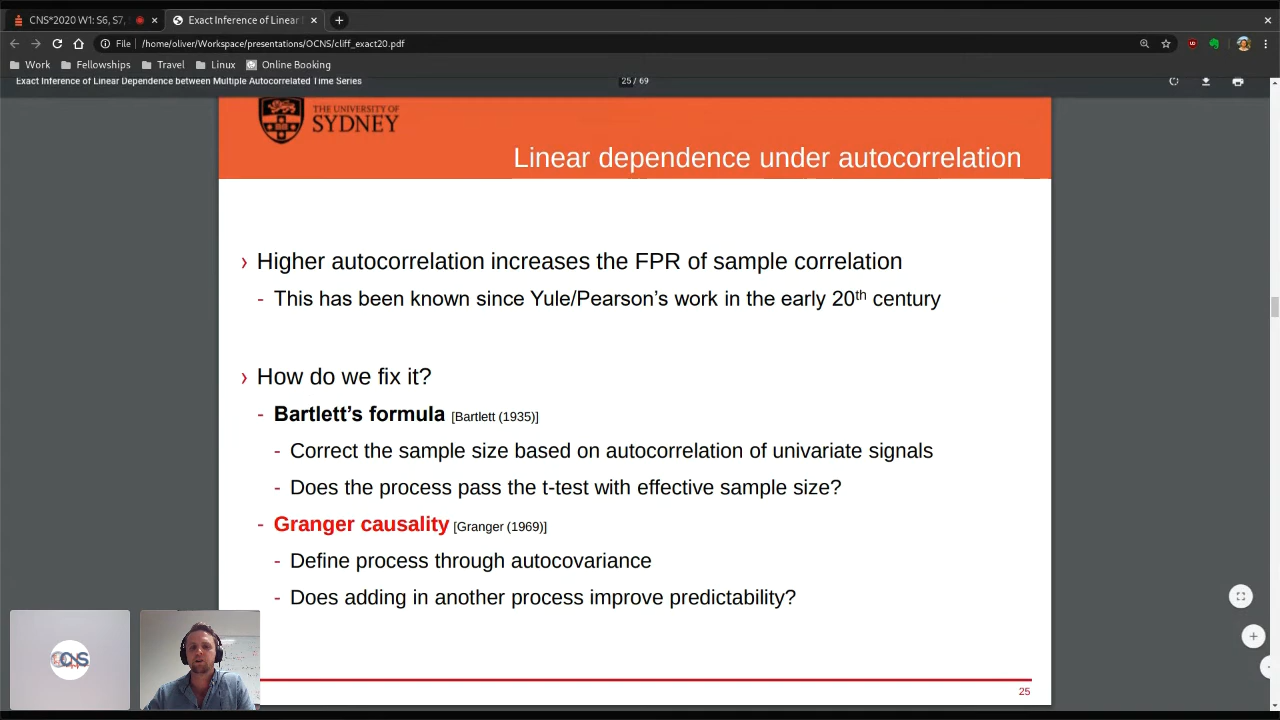 CNS*2020 W1: S6, S7,
Exact Inference of Linear
File
/home/oliver/Workspace/presentations/OCNS/cliff_exact20.pdf
Work
Fellowships
Travel
Linux
Online Booking
Exact Inference of Linear Dependence between Multiple Autocorrelated Time Series
25 / 69
THE UNIVERSITY OF
SYDNEY
Linear dependence under autocorrelation
› Higher autocorrelation increases the FPR of sample correlation
- This has been known since Yule/Pearson's work in the early 20th century
› How do we fix it?
- Bartlett's formula [Bartlett (1935)]
- Correct the sample size based on autocorrelation of univariate signals
- Does the process pass the t-test with effective sample size?
- Granger causality [Granger (1969)]
- Define process through autocovariance
- Does adding in another process improve predictability?
OCNS
25